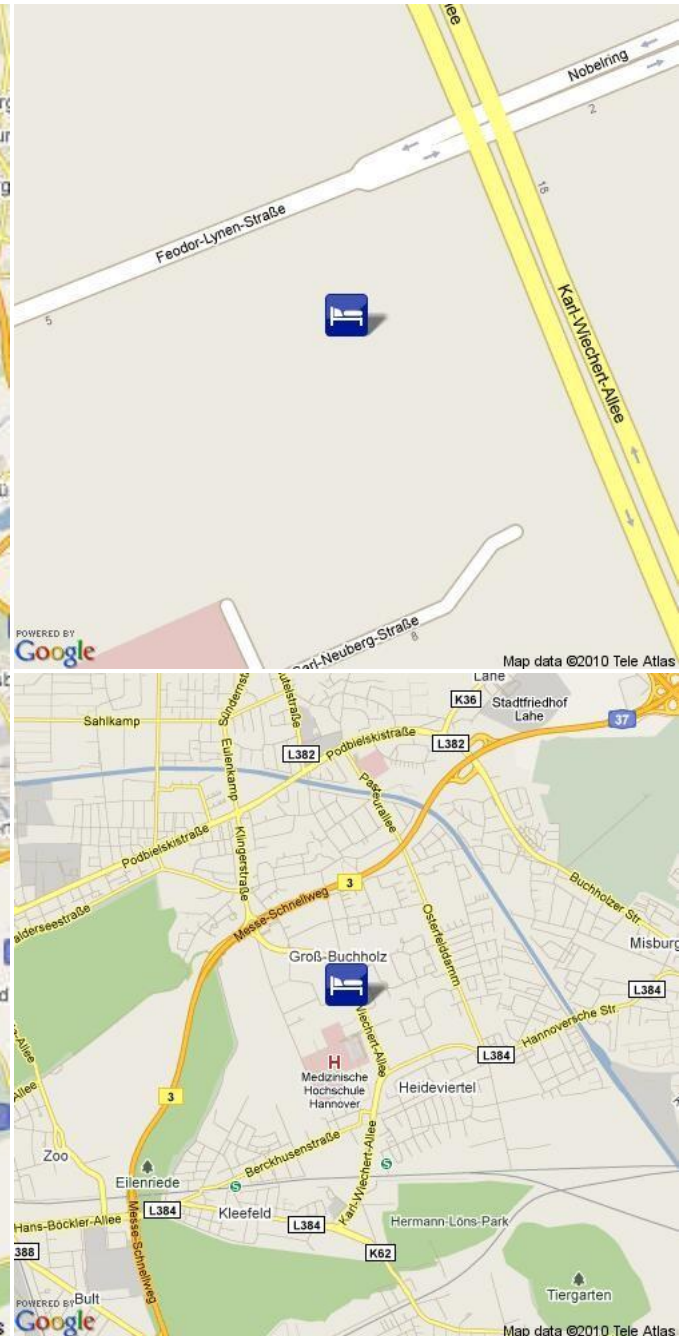 Nobelring
2
18
Feodor-Lynen-Straße
5
Karl-Wiechert-Allee
Carl-Neuberg-Straße
8
POWERED BY
Google
Map data ©2010 Tele Atlas
Lahe
K36
Stadtfriedhof
Lahe
37
Sahlkamp
Eulenkamp
L382
Podbielskistraße
L382
Pasteurallee
Klingerstraße
Podbielskistraße
3
Buchholzer Str.
Messe-Schnellweg
Osterfelddamm
Groß-Buchholz
Misburg
L384
Hannoversche Str.
Wiechert-Allee
L384
H
Medizinische
Hochschule
Hannover
Heideviertel
3
Allee
Zoo
Berckhusenstraße
Karl-Wiechert-Allee
S
S
Eilenriede
Hans-Böckler-Allee
L384
Kleefeld
L384
Hermann-Löns-Park
K62
388
Messe-Schnellweg
Tiergarten
Bult
POWERED BY
Google
Map data ©2010 Tele Atlas